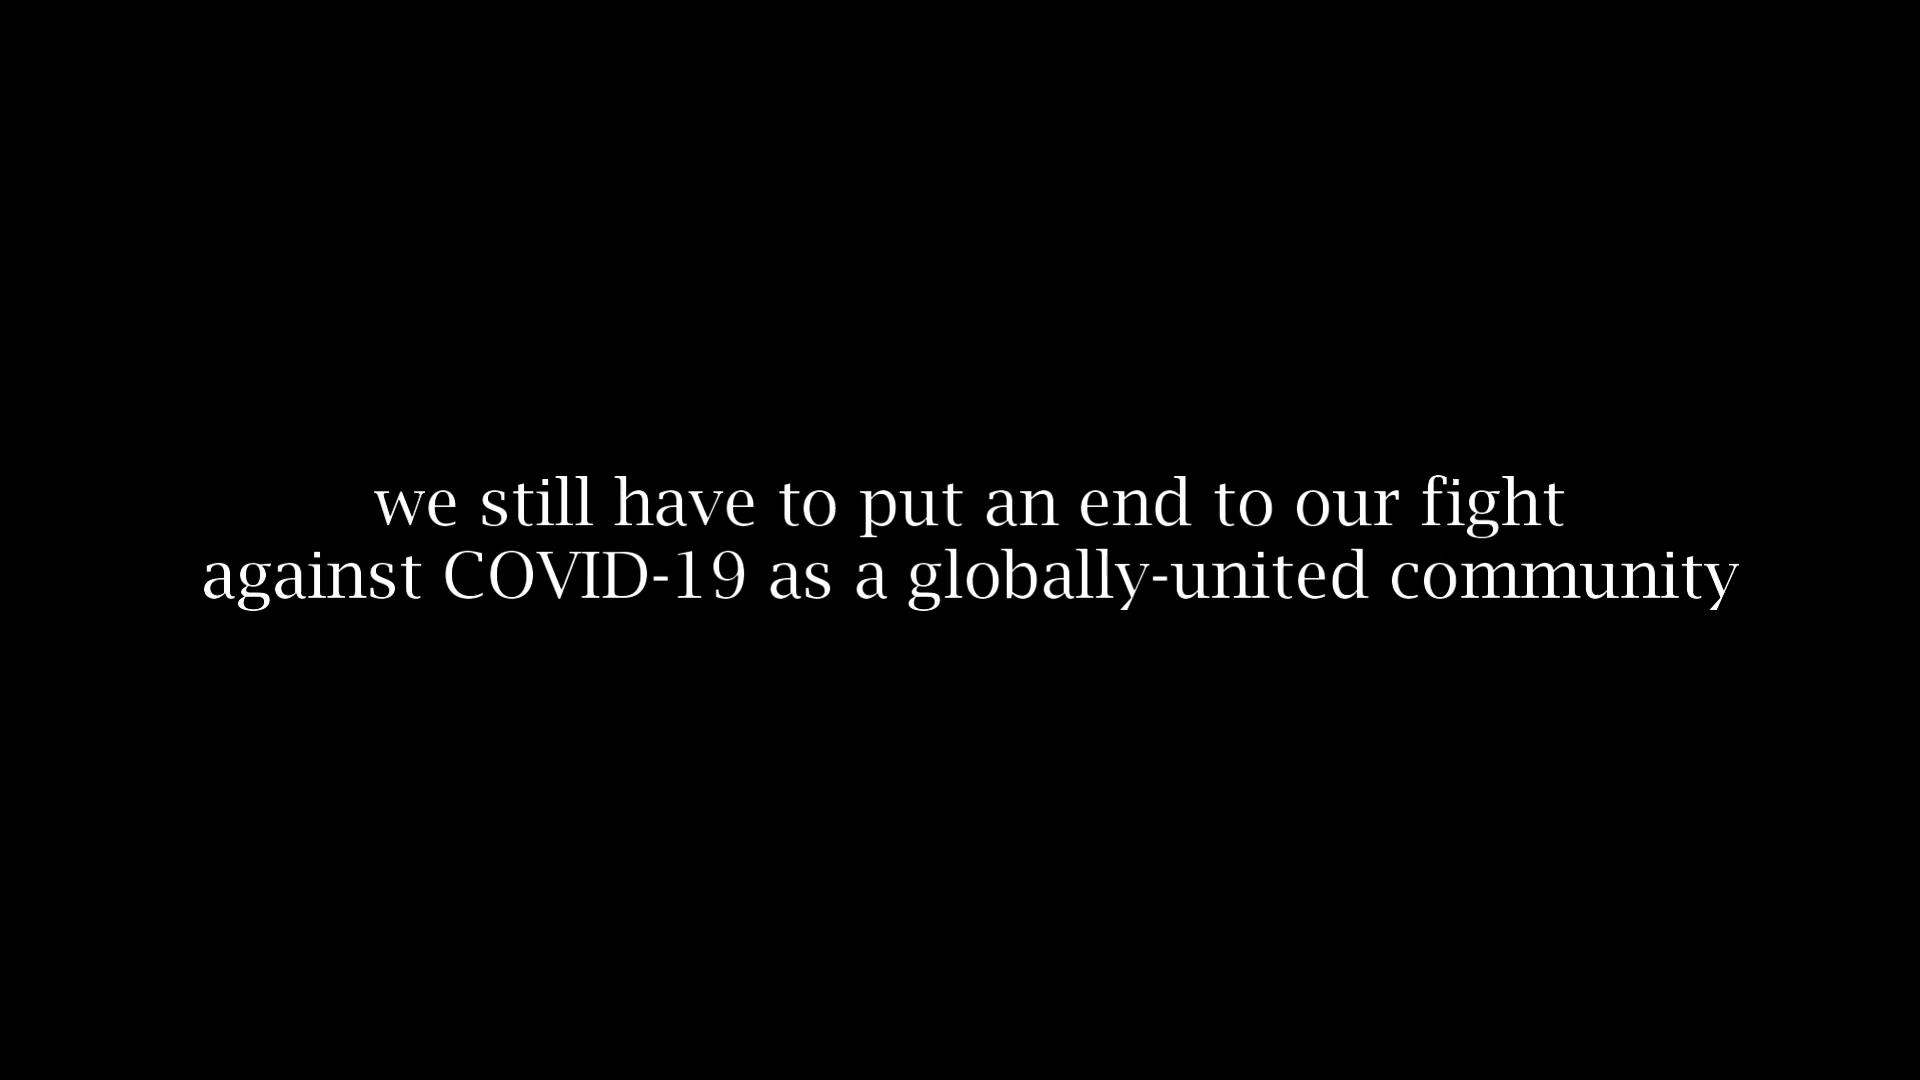 we still have to put an end to our fight
against COVID-19 as a globally-united community